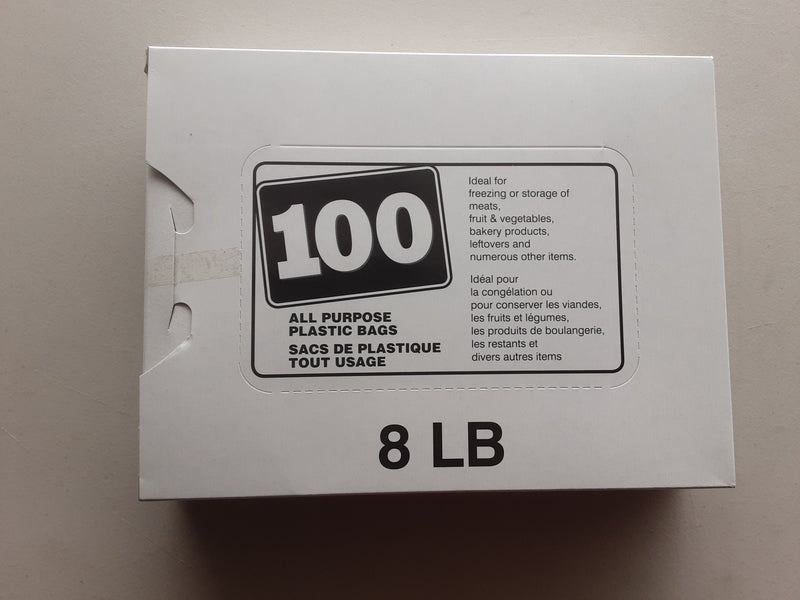 100
ALL PURPOSE
PLASTIC BAGS
SACS DE PLASTIQUE
TOUT USAGE
Ideal for
freezing or storage of
meats,
fruit & vegetables,
bakery products,
leftovers and
numerous other items.
Idéal pour
la congélation ou
pour conserver les viandes,
les fruits et légumes,
les produits de boulangerie,
les restants et
divers autres items
8 LB